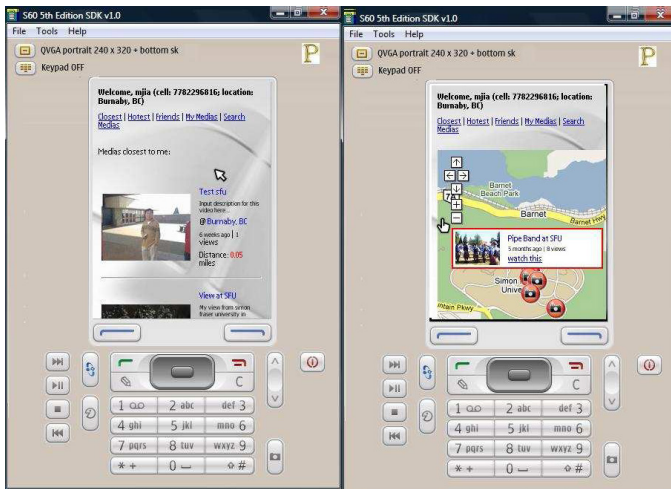 S60 5th Edition SDK v1.0
File Tools Help
QVGA portrait 240 x 320 + bottom sk
P
Keypad OFF
Welcome, mjia (cell: 7782296816; location:
Burnaby, BC)
Closest | Hotest | Friends | My Medias | Search
Medias
Medias closest to me:
Test sfu
Input description for this
video here...
@ Burnaby, BC
6 weeks ago | 1
views
Distance: 0.05
miles
View at SFU
My view from simon
fraser university in
C
1
2 abc
def 3
4 ghi
5 jkl
mno 6
7 pqrs
8 tuv
wxyz 9
* +
0
#
S60 5th Edition SDK v1.0
File Tools Help
QVGA portrait 240 x 320 + bottom sk
P
Keypad OFF
Welcome, mjia (cell: 7782296816; location:
Burnaby, BC)
Closest | Hotest | Friends | My Medias | Search
Medias
Barnet
Beach Park
7A
Barnet
Barnet Hwy
Pipe Band at SFU
5 months ago | 9 views
watch this
Simon
Unive
ntain Pkwy
C
1
2 abc
def 3
4 ghi
5 jkl
mno 6
7 pqrs
8 tuv
wxyz 9
* +
0
#